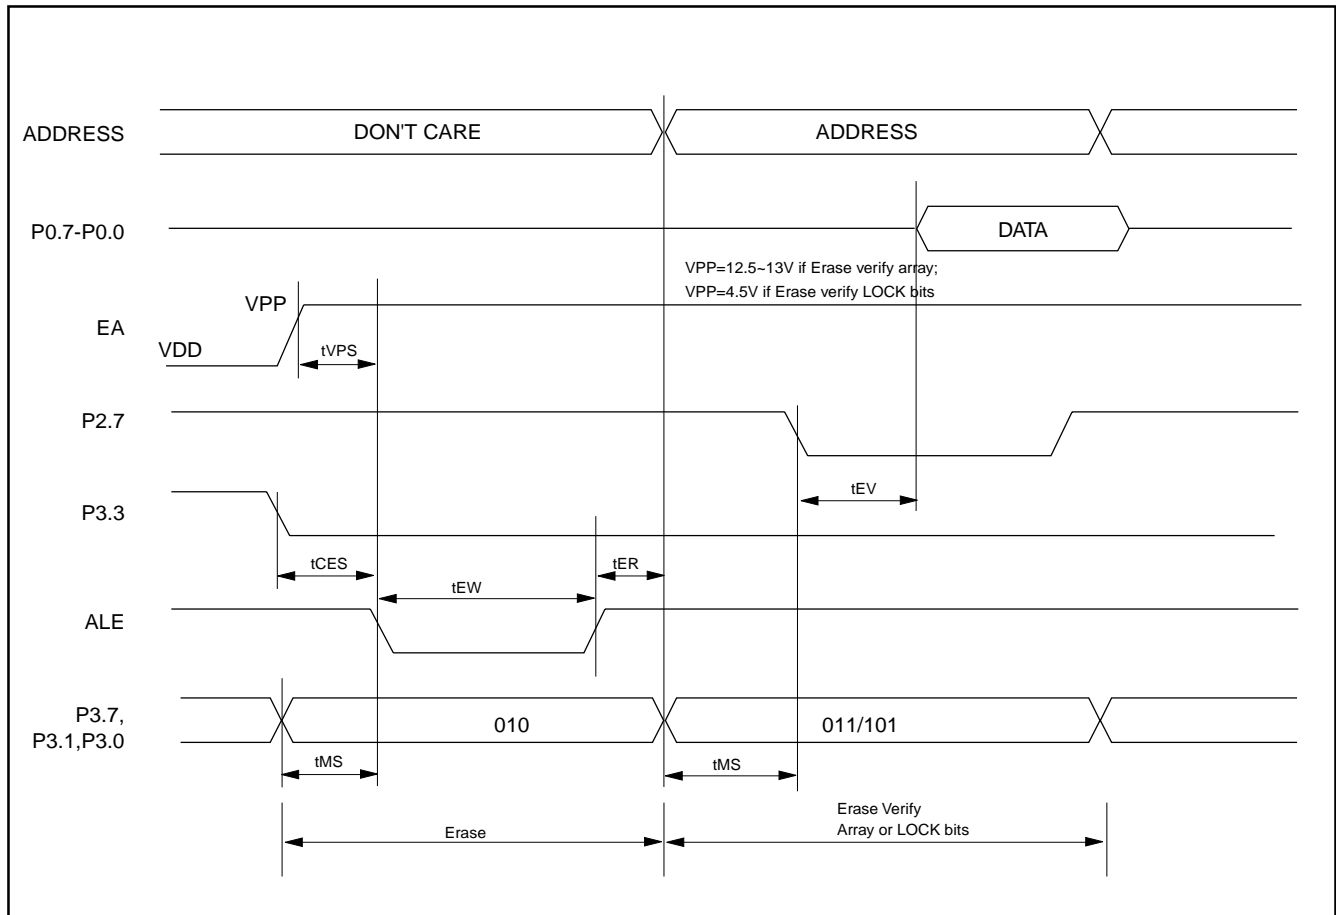 ADDRESS
DON'T CARE
ADDRESS
P0.7-P0.0
DATA
VPP=12.5~13V if Erase verify array;
VPP=4.5V if Erase verify LOCK bits
VPP
EA
VDD
tVPS
P2.7
tEV
P3.3
tCES
tER
tEW
ALE
P3.7,
P3.1,P3.0
010
011/101
tMS
tMS
Erase
Erase Verify
Array or LOCK bits